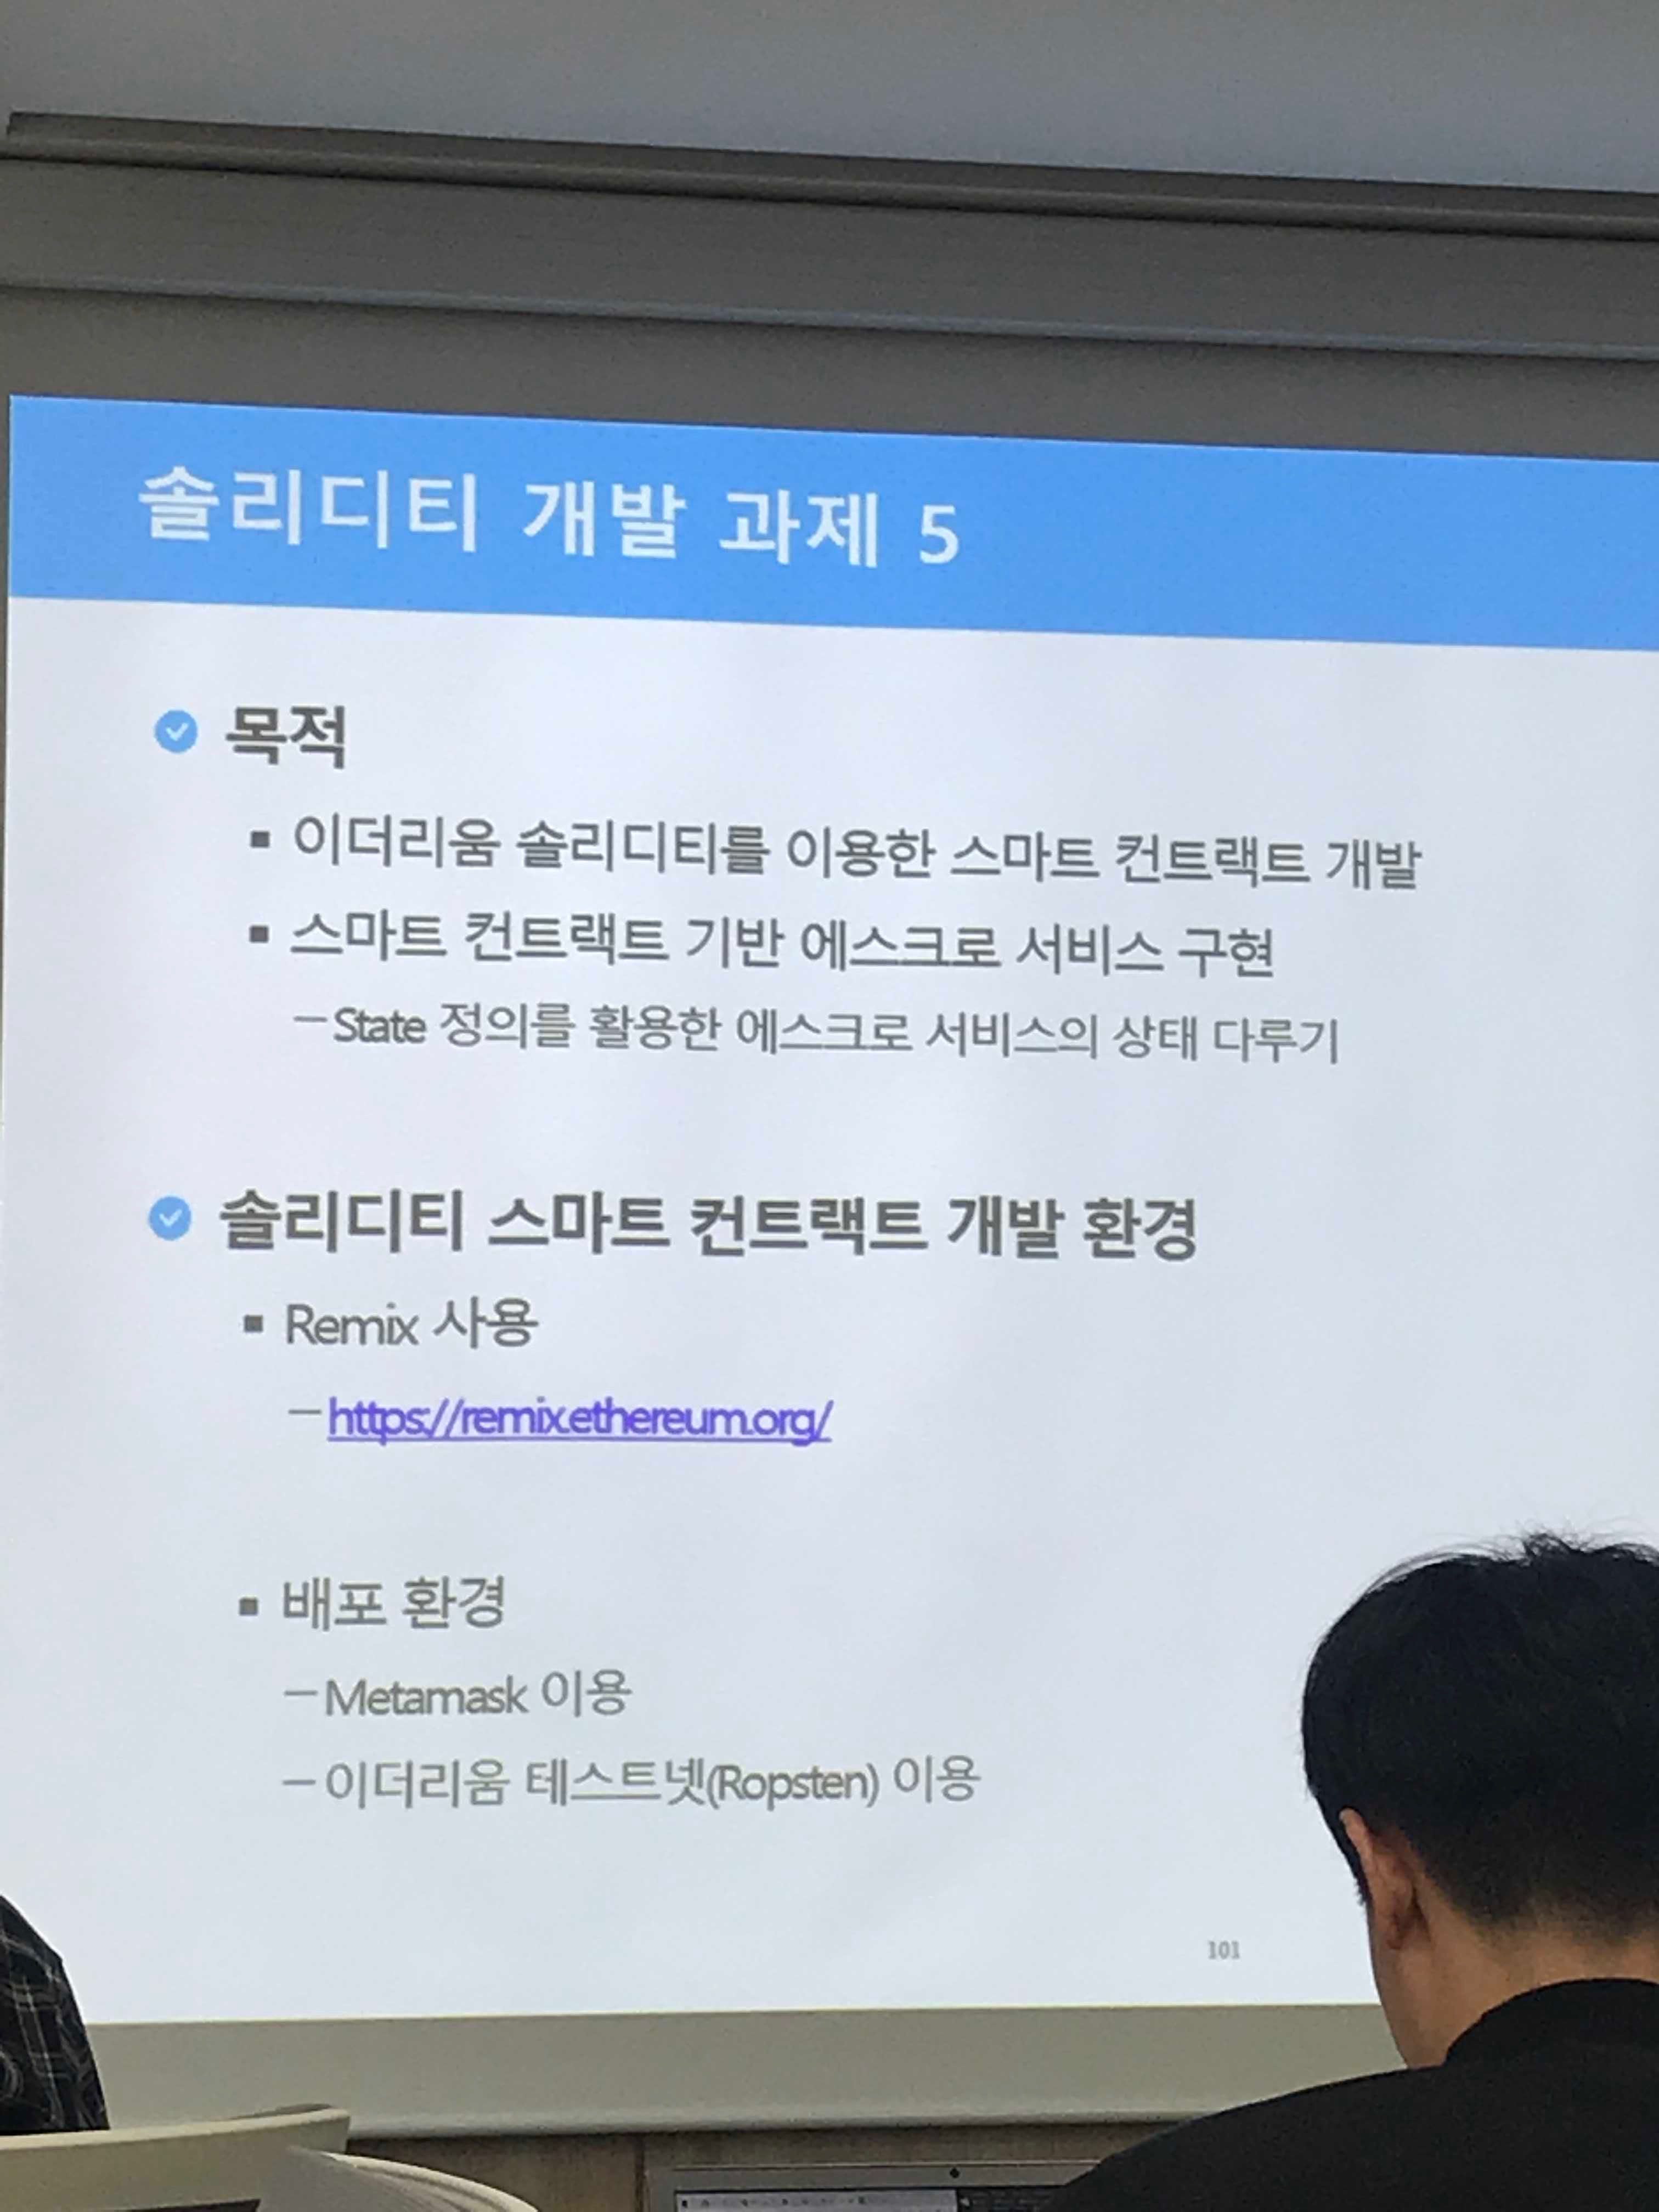 솔리디티 개발 과제 5
목적
▪ 이더리움 솔리디티를 이용한 스마트 컨트랙트 개발
▪ 스마트 컨트랙트 기반 에스크로 서비스 구현
– State 정의를 활용한 에스크로 서비스의 상태 다루기
솔리디티 스마트 컨트랙트 개발 환경
▪ Remix 사용
– https://remix.ethereum.org/
▪ 배포 환경
– Metamask 이용
– 이더리움 테스트넷(Ropsten) 이용
101